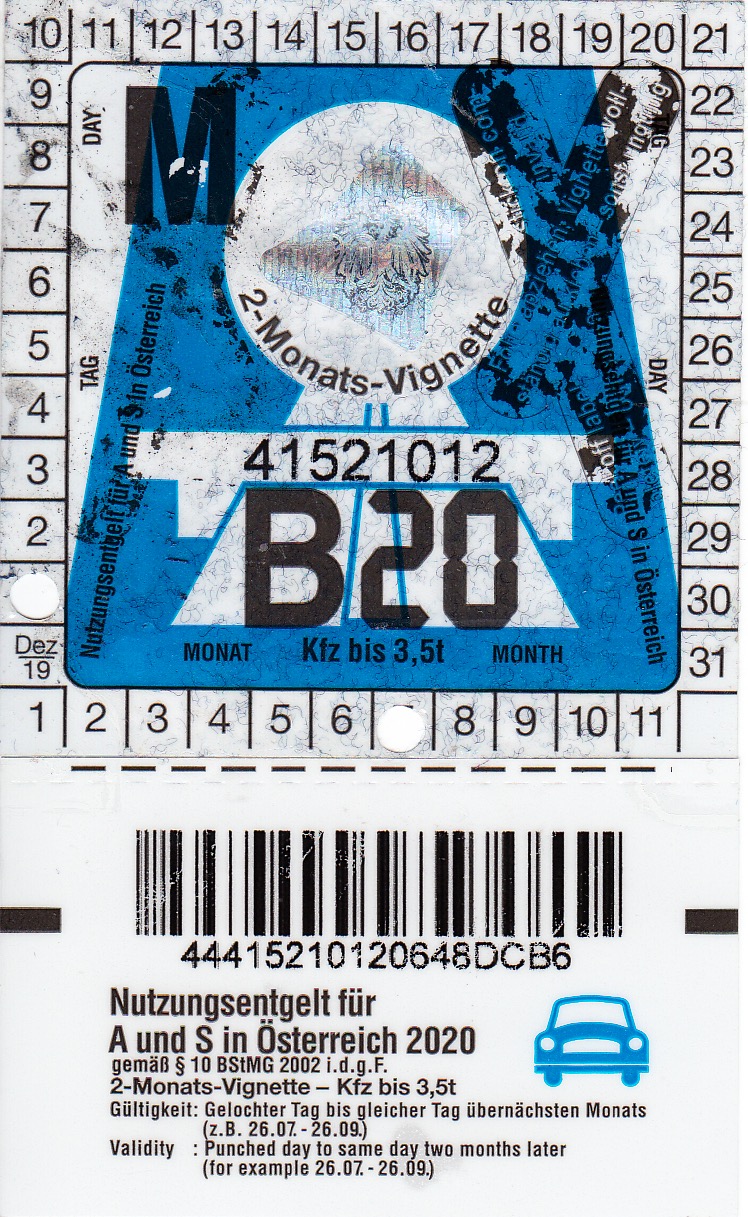 10 11 12 13 14 15 16 17 18 19 20 21
9
8
7
6
5
4
3
2
Dez
19
22
23
24
25
26
27
28
29
30
31
1 2 3 4 5 6 8 9 10 11
DAY
TAG
TAG
DAY
M
2-Monats-Vignette
Nutzungsentgelt für A und S in Österreich
für A und S in Österreich
41521012
B20
MONAT Kfz bis 3,5t MONTH
44415210120648DCB6
Nutzungsentgelt für
A und S in Österreich 2020
gemäß § 10 BStMG 2002 i.d.g.F.
2-Monats-Vignette – Kfz bis 3,5t
Gültigkeit: Gelochter Tag bis gleicher Tag übernächsten Monats
(z.B. 26.07. - 26.09.)
Validity : Punched day to same day two months later
(for example 26.07. - 26.09.)